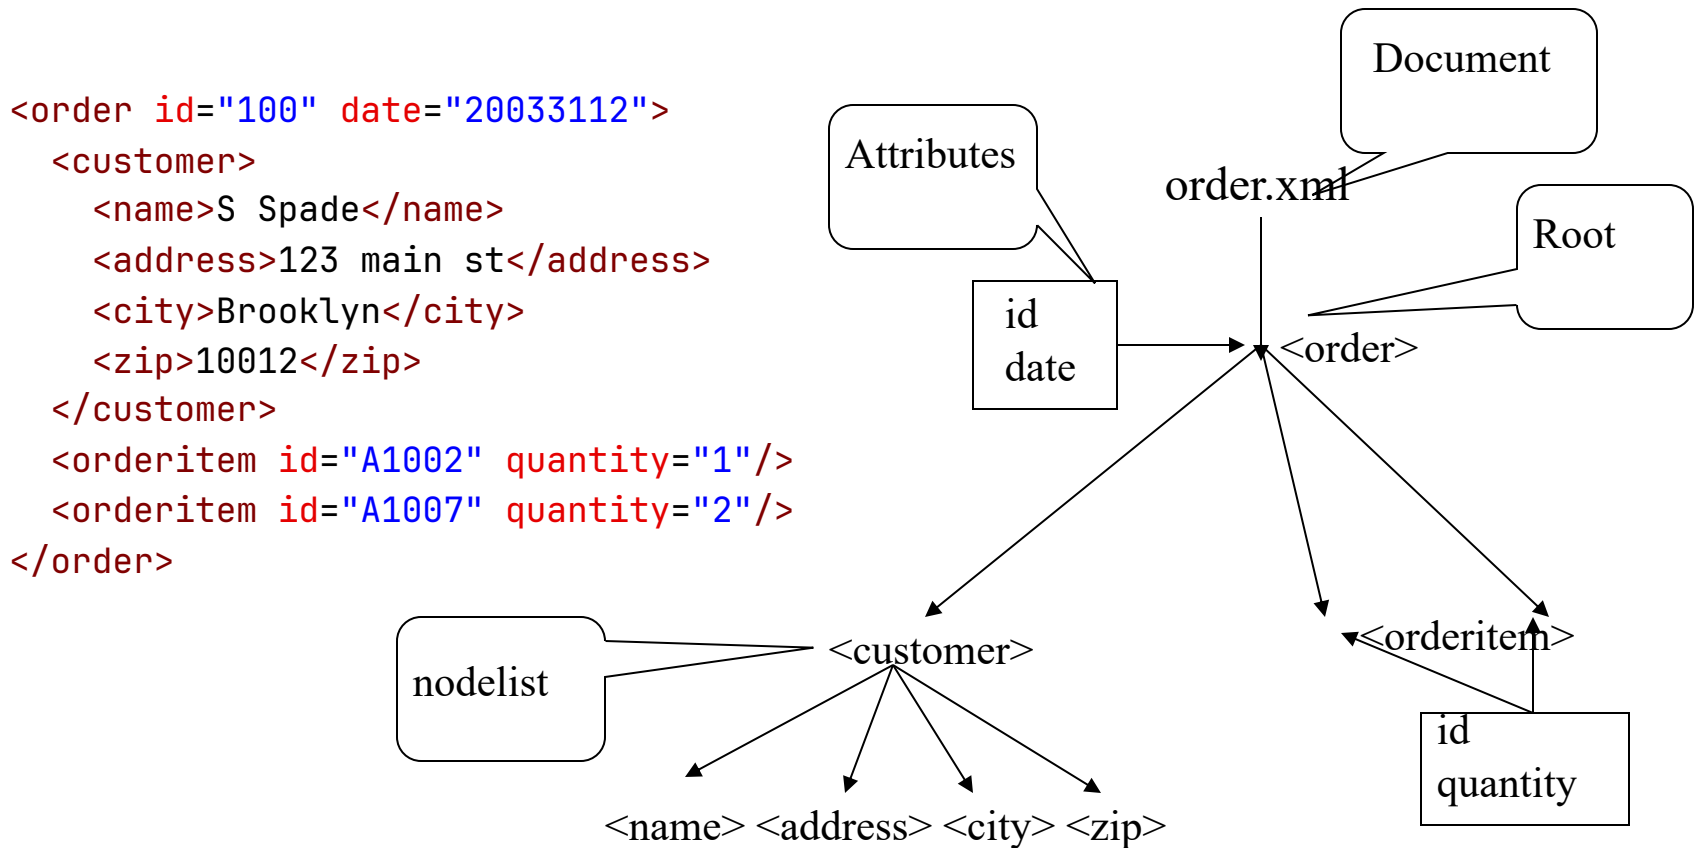 <order id="100" date="20033112">
  <customer>
    <name>S Spade</name>
    <address>123 main st</address>
    <city>Brooklyn</city>
    <zip>10012</zip>
  </customer>
  <orderitem id="A1002" quantity="1"/>
  <orderitem id="A1007" quantity="2"/>
</order>
Document
Attributes
order.xml
Root
id
date
<order>
nodelist
<customer>
<orderitem>
id
quantity
<name> <address> <city> <zip>